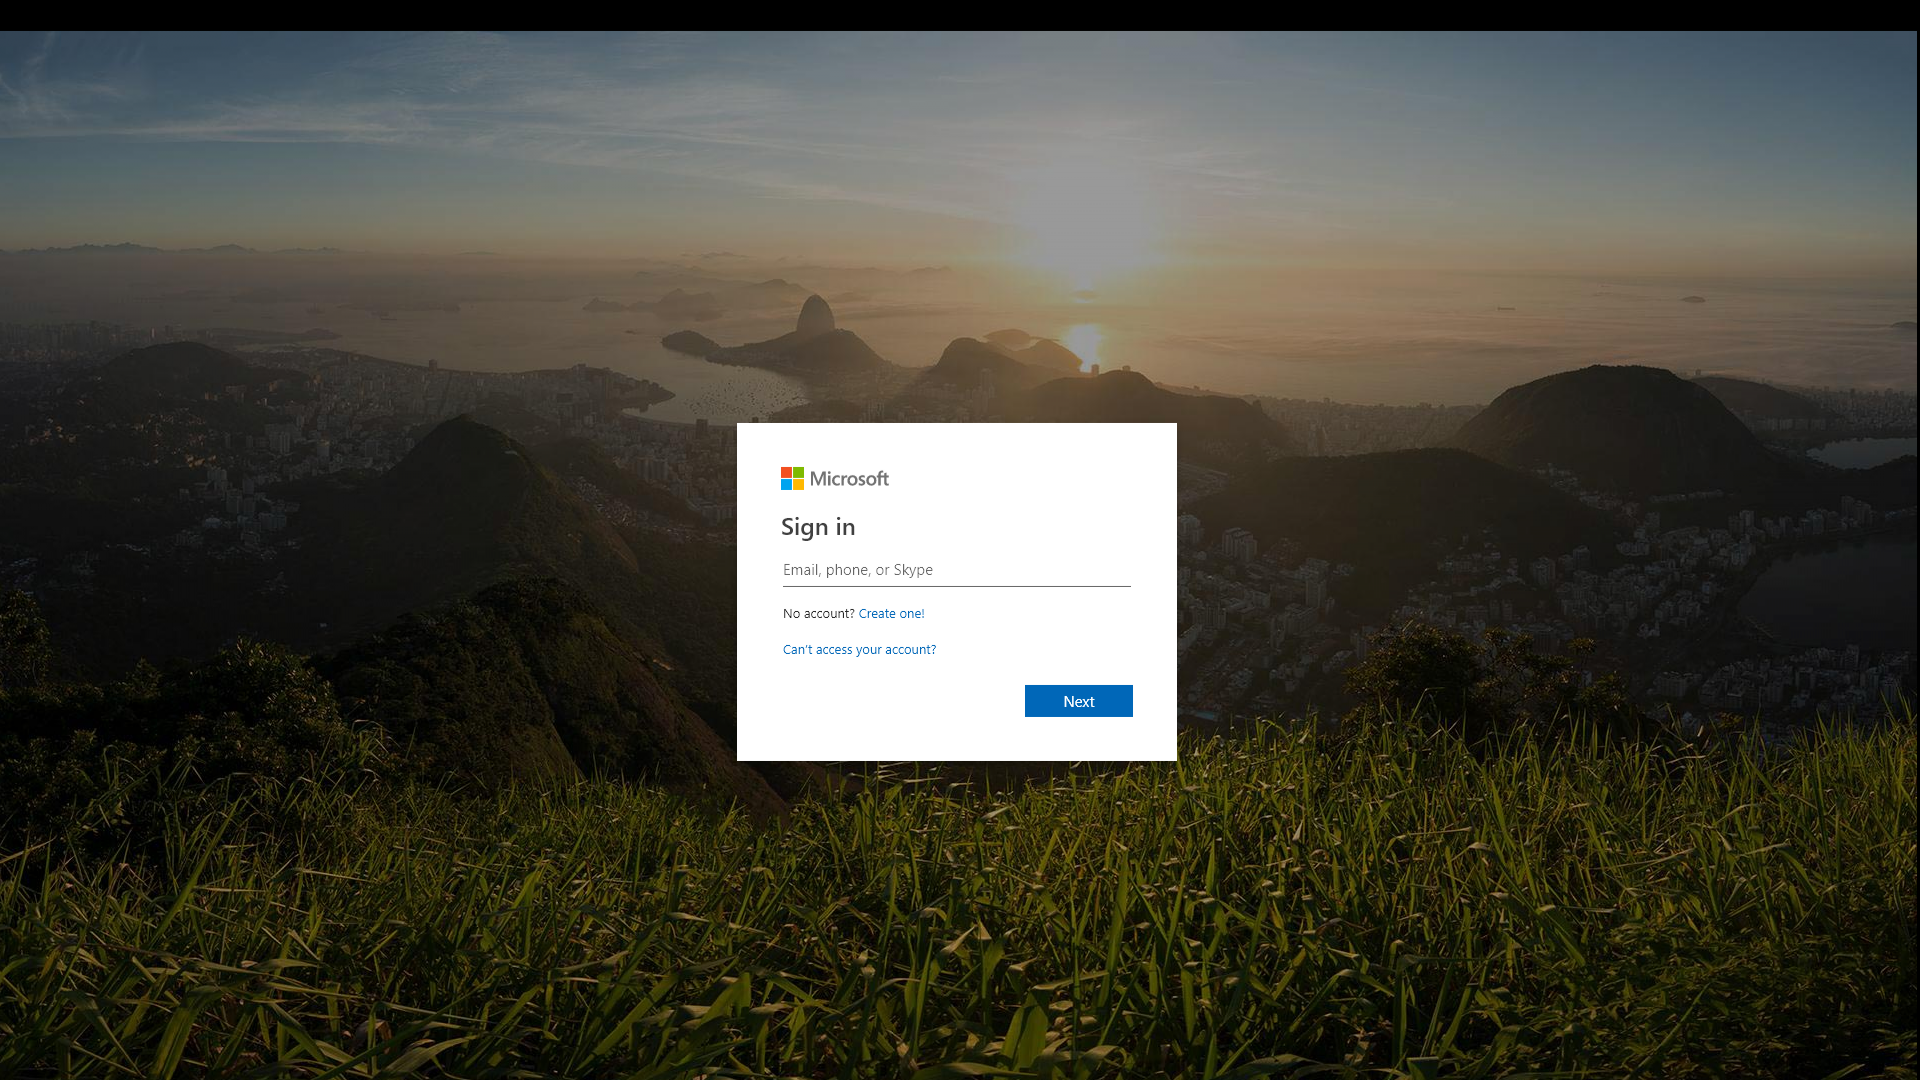 Microsoft
Sign in
Email, phone, or Skype
No account? Create one!
Can't access your account?
Next